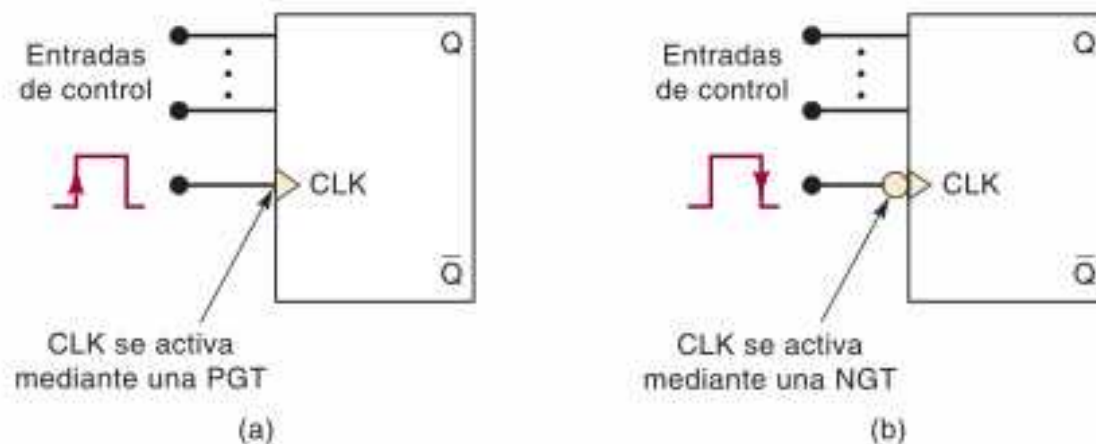 Entradas
de control
Q
CLK
Q̅
CLK se activa
mediante una PGT
(a)
Entradas
de control
Q
CLK
Q̅
CLK se activa
mediante una NGT
(b)